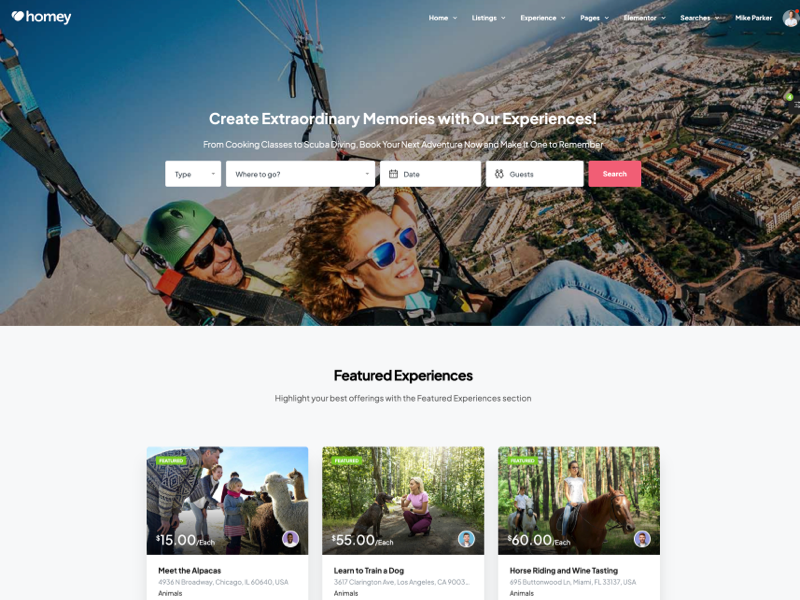 homey
Home Listings Experience Pages Elementor Searches Mike Parker
Create Extraordinary Memories with Our Experiences!
From Cooking Classes to Scuba Diving, Book Your Next Adventure Now and Make It One to Remember
Type Where to go? Date Guests Search
Featured Experiences
Highlight your best offerings with the Featured Experiences section
FEATURED FEATURED FEATURED
$15.00/Each $55.00/Each $60.00/Each
Meet the Alpacas Learn to Train a Dog Horse Riding and Wine Tasting
4936 N Broadway, Chicago, IL 60640, USA 3617 Clarington Ave, Los Angeles, CA 9003... 695 Buttonwood Ln, Miami, FL 33137, USA
Animals Animals Animals